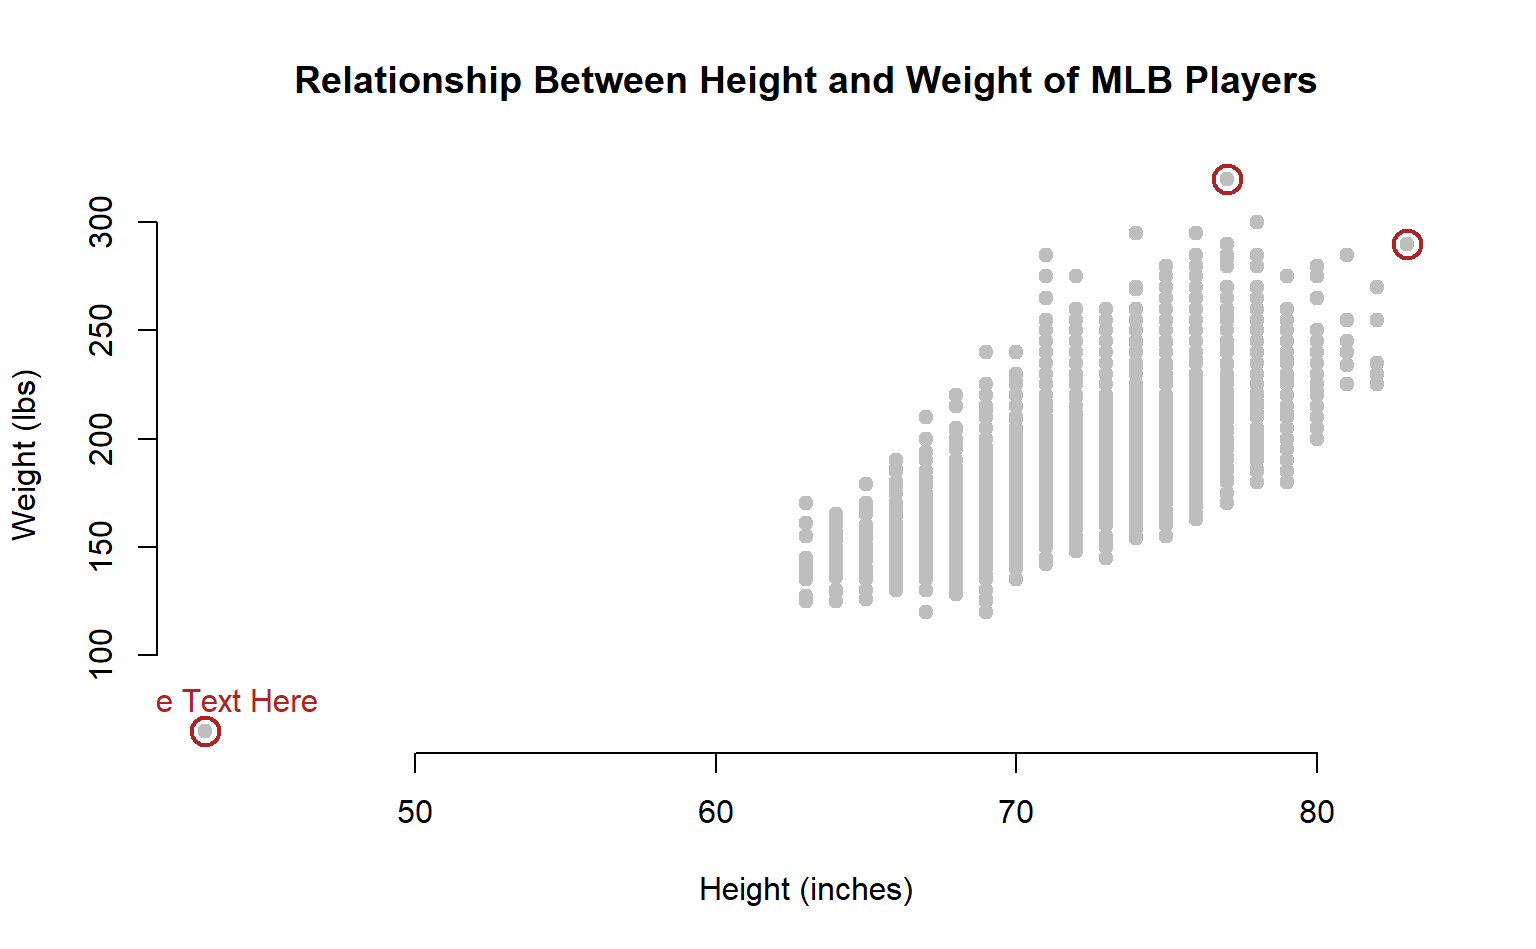 Relationship Between Height and Weight of MLB Players
300
250
200
150
100
Weight (lbs)
e Text Here
50 60 70 80
Height (inches)